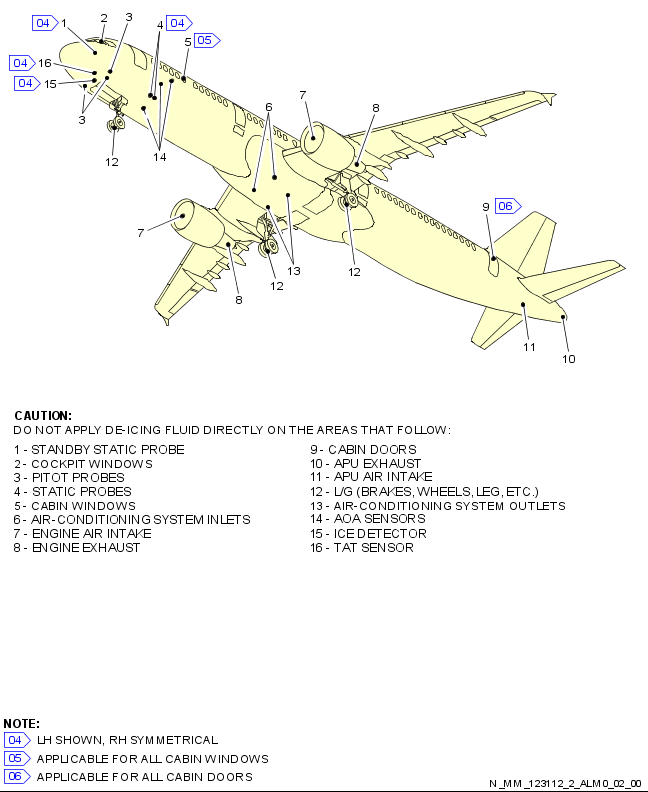 04 1 2 3 4 04
5 05
04 16
04 15
3
12
14
6
7
8
7
8
12
13
12
9 06
11
10
CAUTION:
DO NOT APPLY DE-ICING FLUID DIRECTLY ON THE AREAS THAT FOLLOW:
1 - STANDBY STATIC PROBE
2 - COCKPIT WINDOWS
3 - PITOT PROBES
4 - STATIC PROBES
5 - CABIN WINDOWS
6 - AIR-CONDITIONING SYSTEM INLETS
7 - ENGINE AIR INTAKE
8 - ENGINE EXHAUST
9 - CABIN DOORS
10 - APU EXHAUST
11 - APU AIR INTAKE
12 - L/G (BRAKES, WHEELS, LEG, ETC.)
13 - AIR-CONDITIONING SYSTEM OUTLETS
14 - AOA SENSORS
15 - ICE DETECTOR
16 - TAT SENSOR
NOTE:
04 LH SHOWN, RH SYMMETRICAL
05 APPLICABLE FOR ALL CABIN WINDOWS
06 APPLICABLE FOR ALL CABIN DOORS
N_MM_123112_2_ALM0_02_00